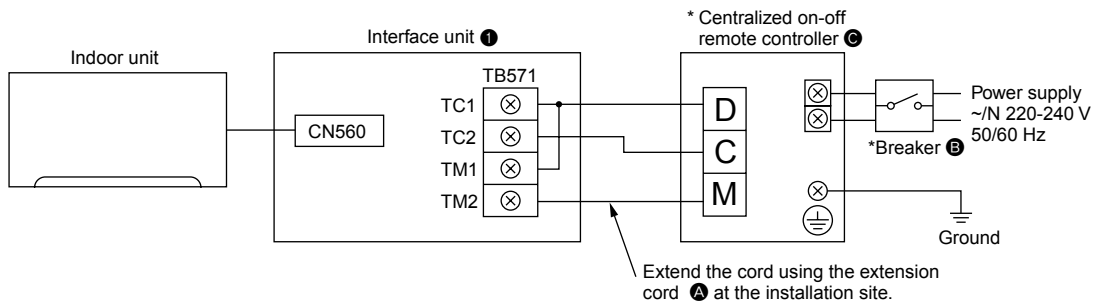 * Centralized on-off
remote controller C
Interface unit 1
Indoor unit
TB571
TC1
TC2
TM1
TM2
CN560
D
C
M
Power supply
~/N 220-240 V
50/60 Hz
*Breaker B
Ground
Extend the cord using the extension
cord A at the installation site.